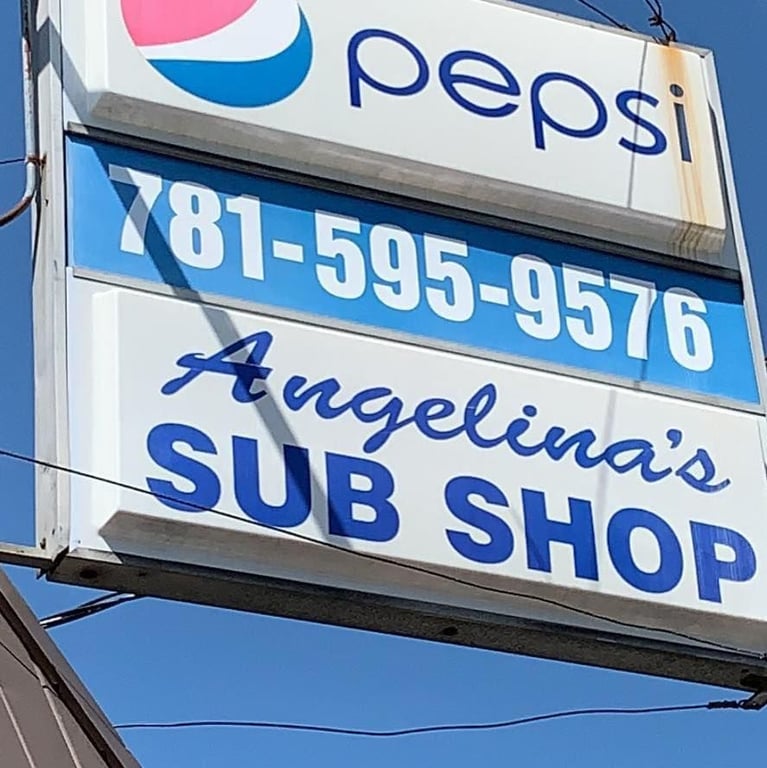 pepsi
781-595-9576
Angelina's
SUB SHOP